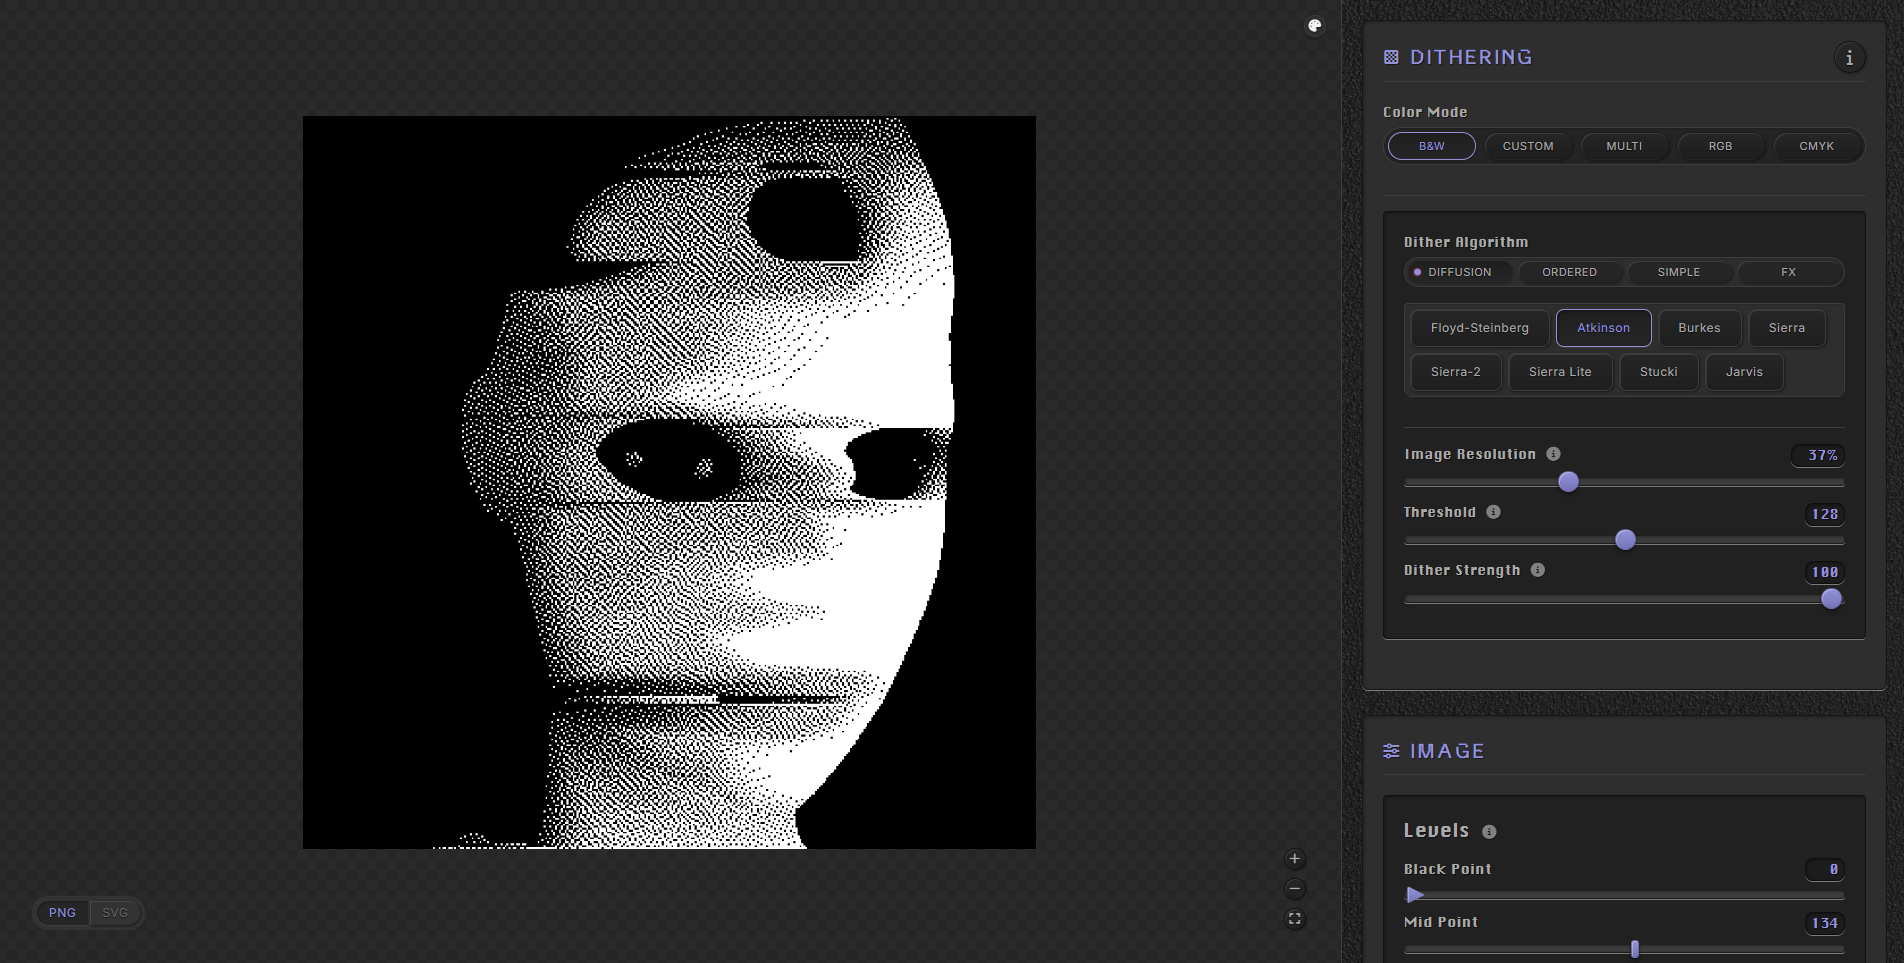 DITHERING
i
Color Mode
B&W CUSTOM MULTI RGB CMYK
Dither Algorithm
DIFFUSION ORDERED SIMPLE FX
Floyd-Steinberg Atkinson Burkes Sierra
Sierra-2 Sierra Lite Stucki Jarvis
Image Resolution i 37%
Threshold i 128
Dither Strength i 100
IMAGE
Levels i
Black Point 0
Mid Point 134
PNG SVG